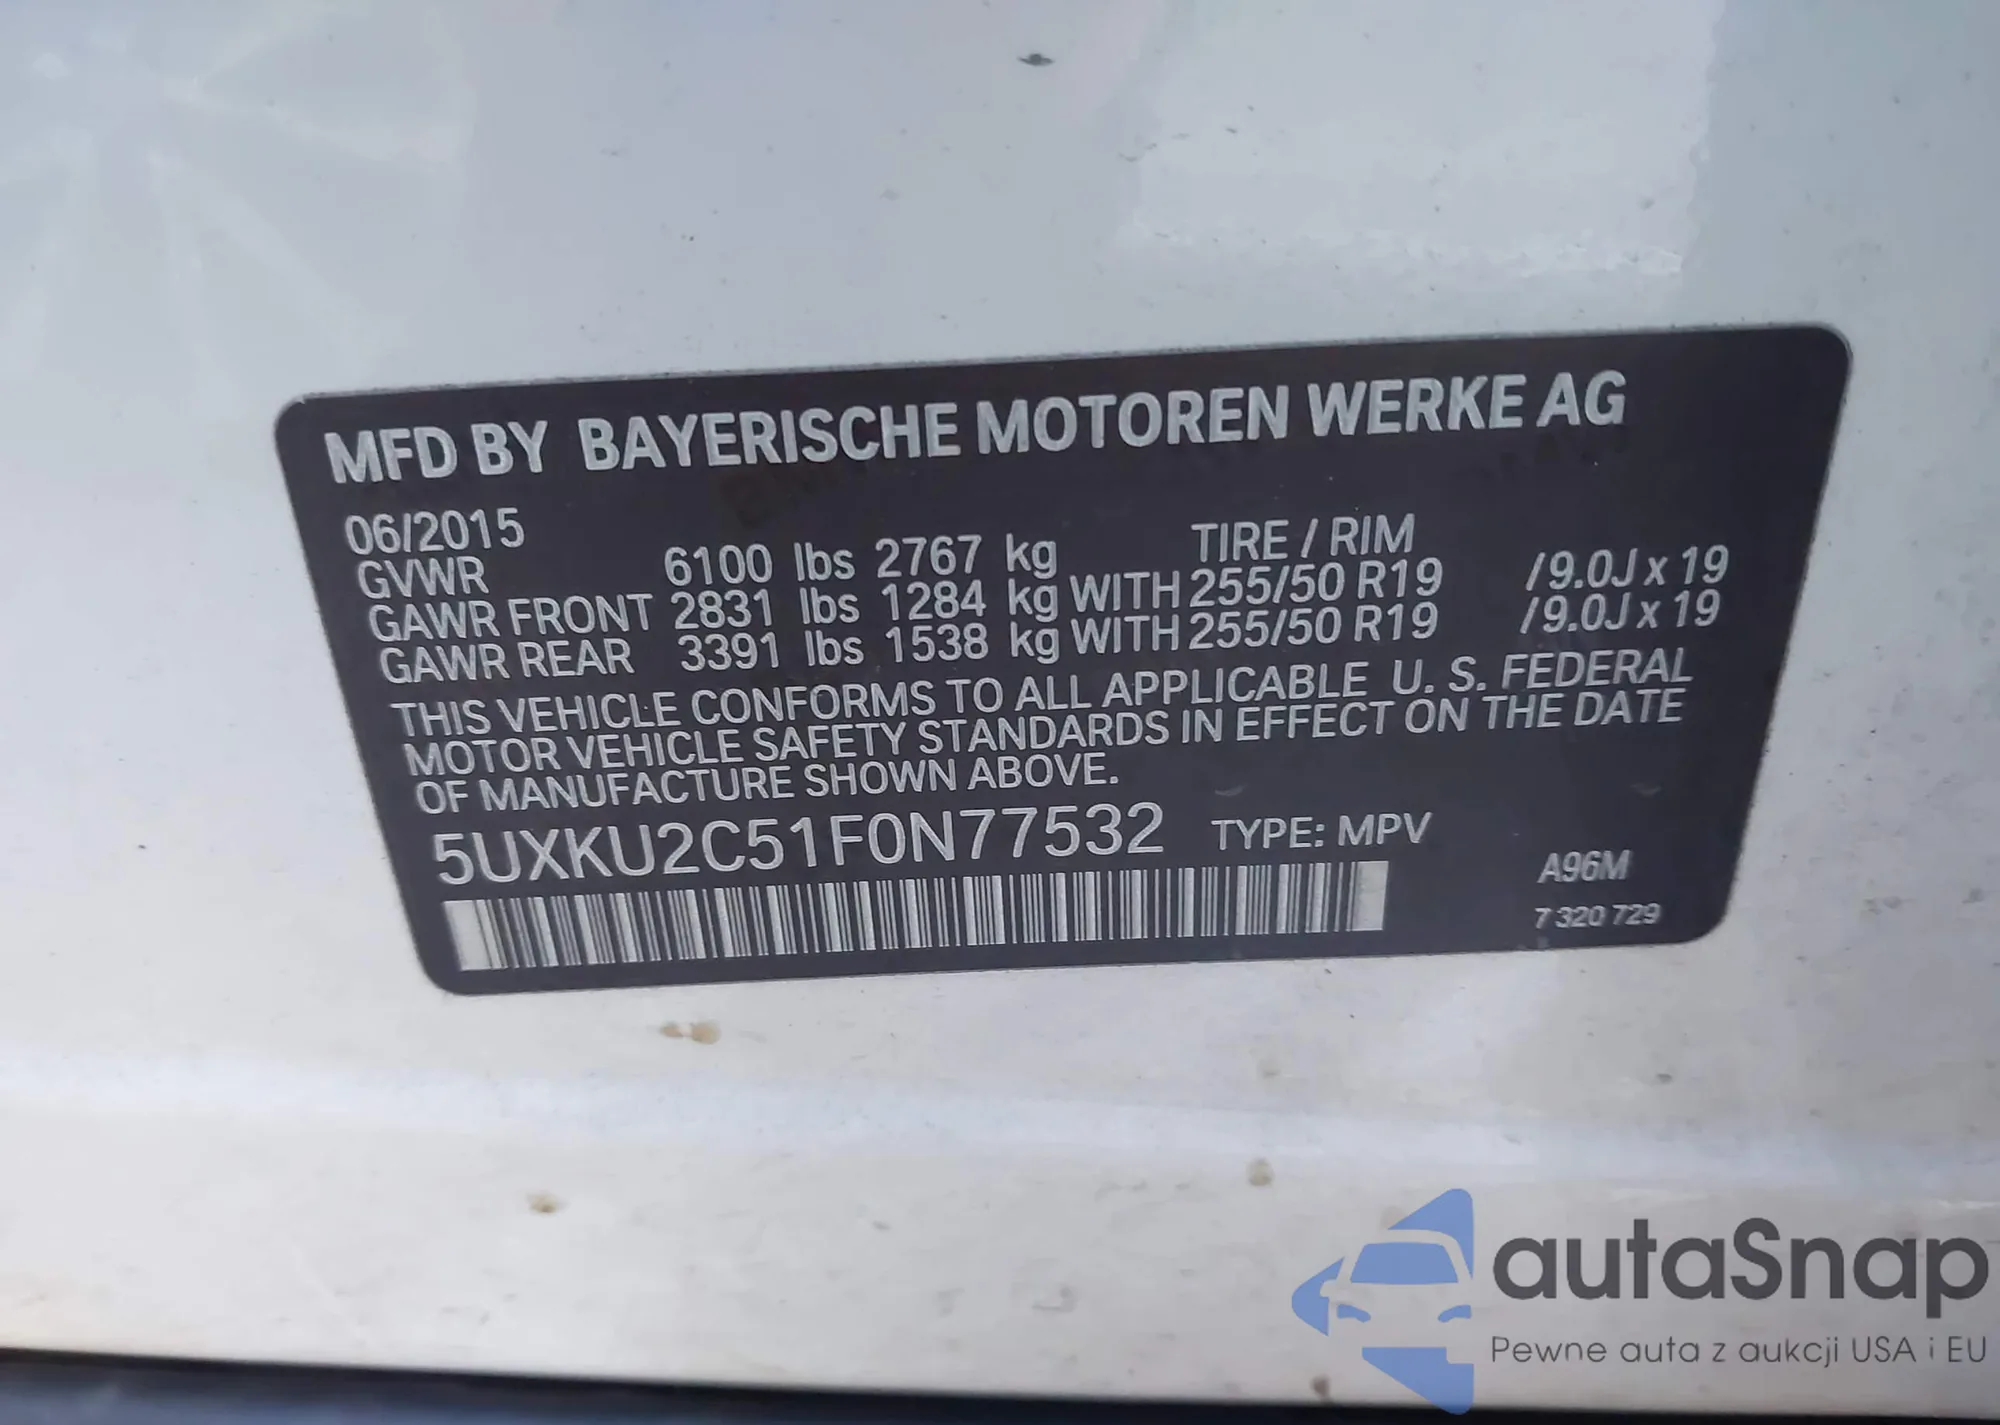 MFD BY BAYERISCHE MOTOREN WERKE AG
06/2015 TIRE / RIM
GVWR 6100 lbs 2767 kg
GAWR FRONT 2831 lbs 1284 kg WITH 255/50 R19 /9.0J x 19
GAWR REAR 3391 lbs 1538 kg WITH 255/50 R19 /9.0J x 19
THIS VEHICLE CONFORMS TO ALL APPLICABLE U. S. FEDERAL
MOTOR VEHICLE SAFETY STANDARDS IN EFFECT ON THE DATE
OF MANUFACTURE SHOWN ABOVE.
5UXKU2C51F0N77532 TYPE: MPV
A96M
7 320 729
autaSnap
Pewne auta z aukcji USA i EU